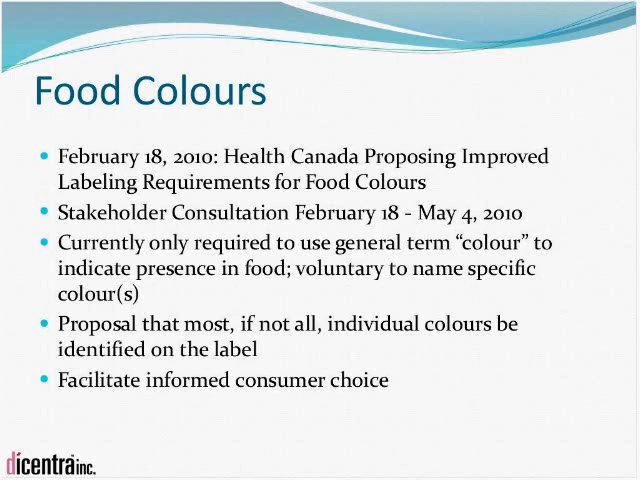 Food Colours
February 18, 2010: Health Canada Proposing Improved
Labeling Requirements for Food Colours
Stakeholder Consultation February 18 - May 4, 2010
Currently only required to use general term “colour” to
indicate presence in food; voluntary to name specific
colour(s)
Proposal that most, if not all, individual colours be
identified on the label
Facilitate informed consumer choice
dicentra inc.